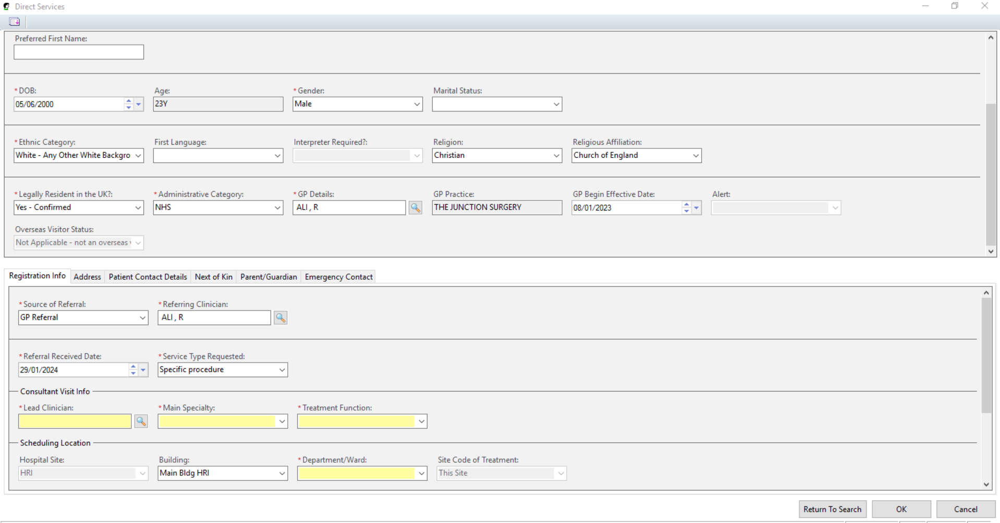 Direct Services
Preferred First Name:
* DOB: Age: * Gender: Marital Status:
05/06/2000 23Y Male
* Ethnic Category: First Language: Interpreter Required?: Religion: Religious Affiliation:
White - Any Other White Backgro Christian Church of England
* Legally Resident in the UK?: * Administrative Category: * GP Details: GP Practice: GP Begin Effective Date: Alert:
Yes - Confirmed NHS ALI , R THE JUNCTION SURGERY 08/01/2023
Overseas Visitor Status:
Not Applicable - not an overseas
Registration Info Address Patient Contact Details Next of Kin Parent/Guardian Emergency Contact
* Source of Referral: * Referring Clinician:
GP Referral ALI , R
* Referral Received Date: * Service Type Requested:
29/01/2024 Specific procedure
Consultant Visit Info
* Lead Clinician: * Main Specialty: * Treatment Function:
Scheduling Location
Hospital Site: Building: * Department/Ward: Site Code of Treatment:
HRI Main Bldg HRI This Site
Return To Search OK Cancel